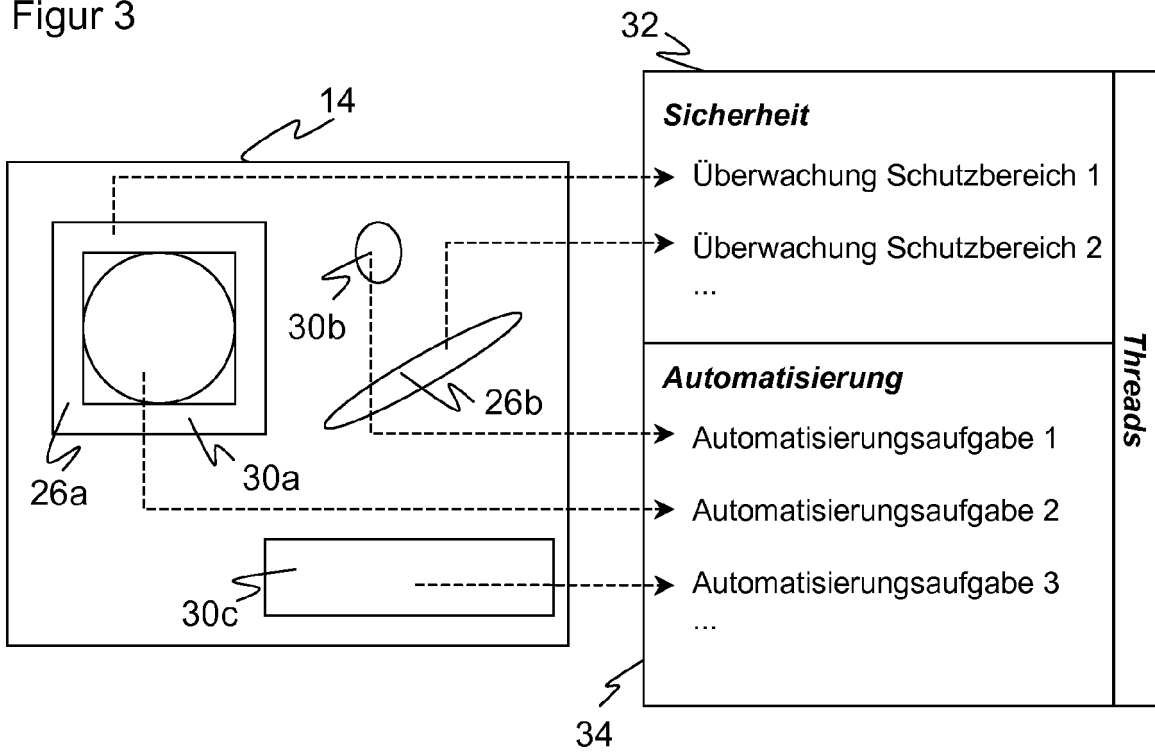 Figur 3
32
14
Sicherheit
Überwachung Schutzbereich 1
Überwachung Schutzbereich 2
...
30b
26b
26a
30a
30c
Automatisierung
Automatisierungsaufgabe 1
Automatisierungsaufgabe 2
Automatisierungsaufgabe 3
...
Threads
34